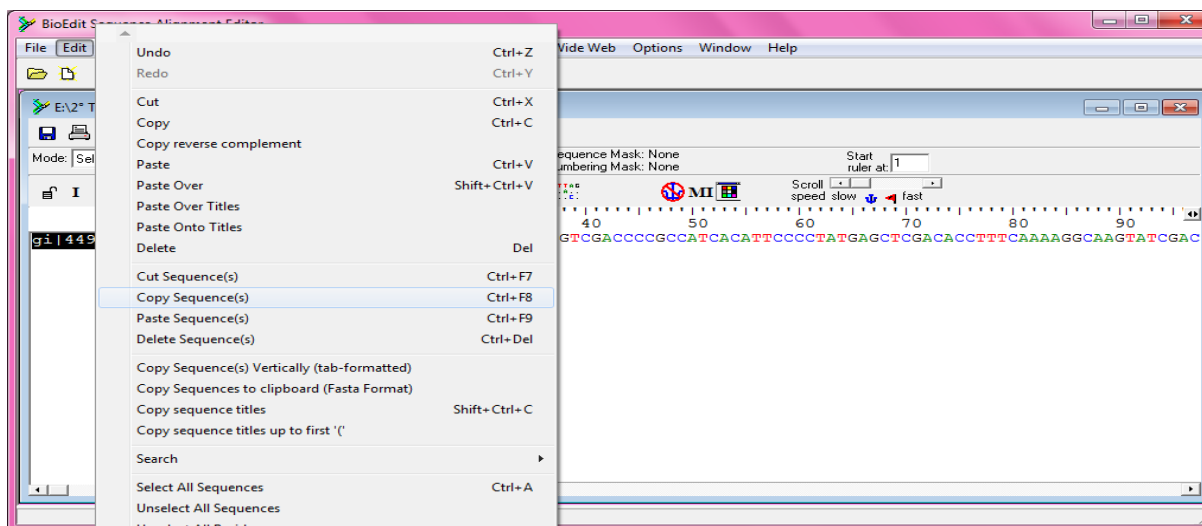 BioEdit Sequence Alignment Editor
File Edit Wide Web Options Window Help
Undo Ctrl+Z
Redo Ctrl+Y
E:\2° T
Cut Ctrl+X
Copy Ctrl+C
Copy reverse complement
Mode: Sel
equence Mask: None
umbering Mask: None
Start
ruler at: 1
Paste Ctrl+V
Paste Over Shift+Ctrl+V
I
MI
Scroll
speed slow fast
Paste Over Titles
Paste Onto Titles
40 50 60 70 80 90
gi|449
GTCGACCCCGCCATCACATTCCCCTATGAGCTCGACACCTTTCAAAAGGCAAGTATCGAC
Delete Del
Cut Sequence(s) Ctrl+F7
Copy Sequence(s) Ctrl+F8
Paste Sequence(s) Ctrl+F9
Delete Sequence(s) Ctrl+Del
Copy Sequence(s) Vertically (tab-formatted)
Copy Sequences to clipboard (Fasta Format)
Copy sequence titles Shift+Ctrl+C
Copy sequence titles up to first '('
Search
Select All Sequences Ctrl+A
Unselect All Sequences